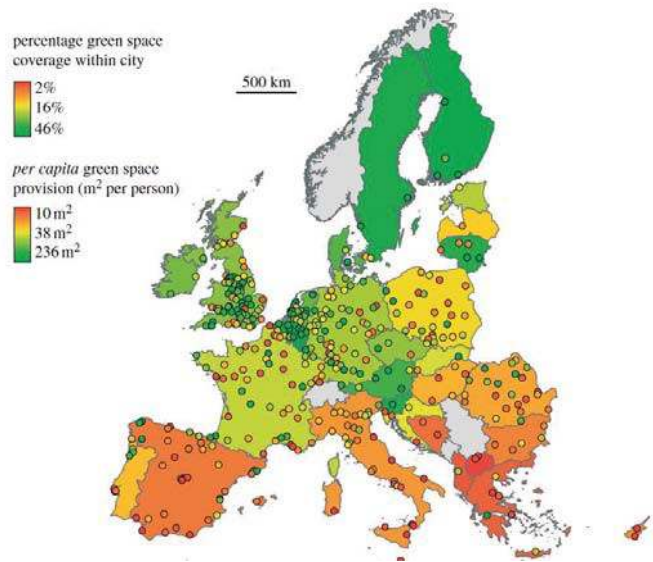 percentage green space
coverage within city
2%
16%
46%
500 km
per capita green space
provision (m² per person)
10 m²
38 m²
236 m²